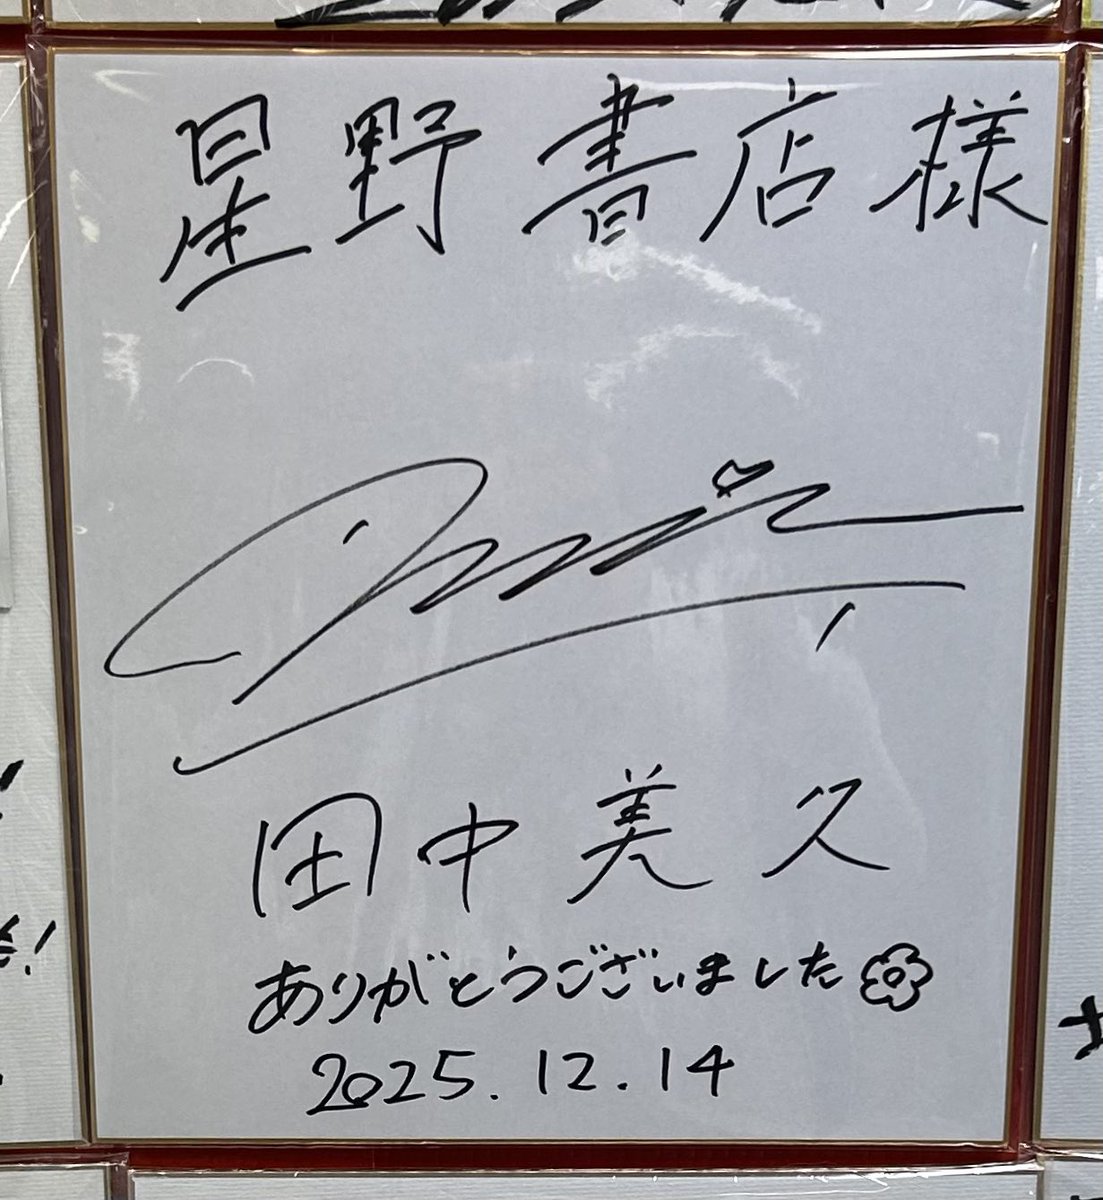 星野書店様
田中美久
ありがとうございました
2025.12.14